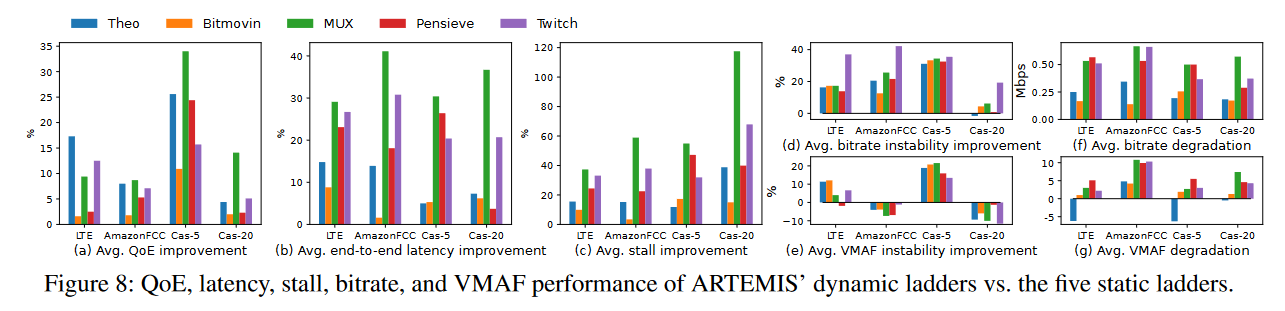 Theo Bitmovin MUX Pensieve Twitch
35
30
25
20
15
10
5
0
%
LTE AmazonFCC Cas-5 Cas-20
(a) Avg. QoE improvement
40
30
20
10
0
%
LTE AmazonFCC Cas-5 Cas-20
(b) Avg. end-to-end latency improvement
120
100
80
60
40
20
0
%
LTE AmazonFCC Cas-5 Cas-20
(c) Avg. stall improvement
40
20
0
%
LTE AmazonFCC Cas-5 Cas-20
(d) Avg. bitrate instability improvement
20
10
0
−10
%
LTE AmazonFCC Cas-5 Cas-20
(e) Avg. VMAF instability improvement
0.50
0.25
0.00
Mbps
LTE AmazonFCC Cas-5 Cas-20
(f) Avg. bitrate degradation
10
5
0
−5
LTE AmazonFCC Cas-5 Cas-20
(g) Avg. VMAF degradation
Figure 8: QoE, latency, stall, bitrate, and VMAF performance of ARTEMIS’ dynamic ladders vs. the five static ladders.